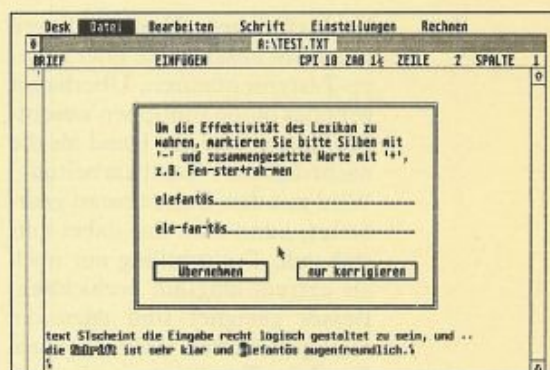 Desk Datei Bearbeiten Schrift Einstellungen Rechnen
A:\TEST.TXT
BRIEF EINFÜGEN CPI 10 ZAB 1½ ZEILE 2 SPALTE 1
Um die Effektivität des Lexikon zu
wahren, markieren Sie bitte Silben mit
'-' und zusammengesetzte Worte mit '+',
z.B. Fen-ster+rah-men
elefantös
ele-fan-tös
Übernehmen nur korrigieren
text STscheint die Eingabe recht logisch gestaltet zu sein, und --
die ist sehr klar und elefantös augenfreundlich.